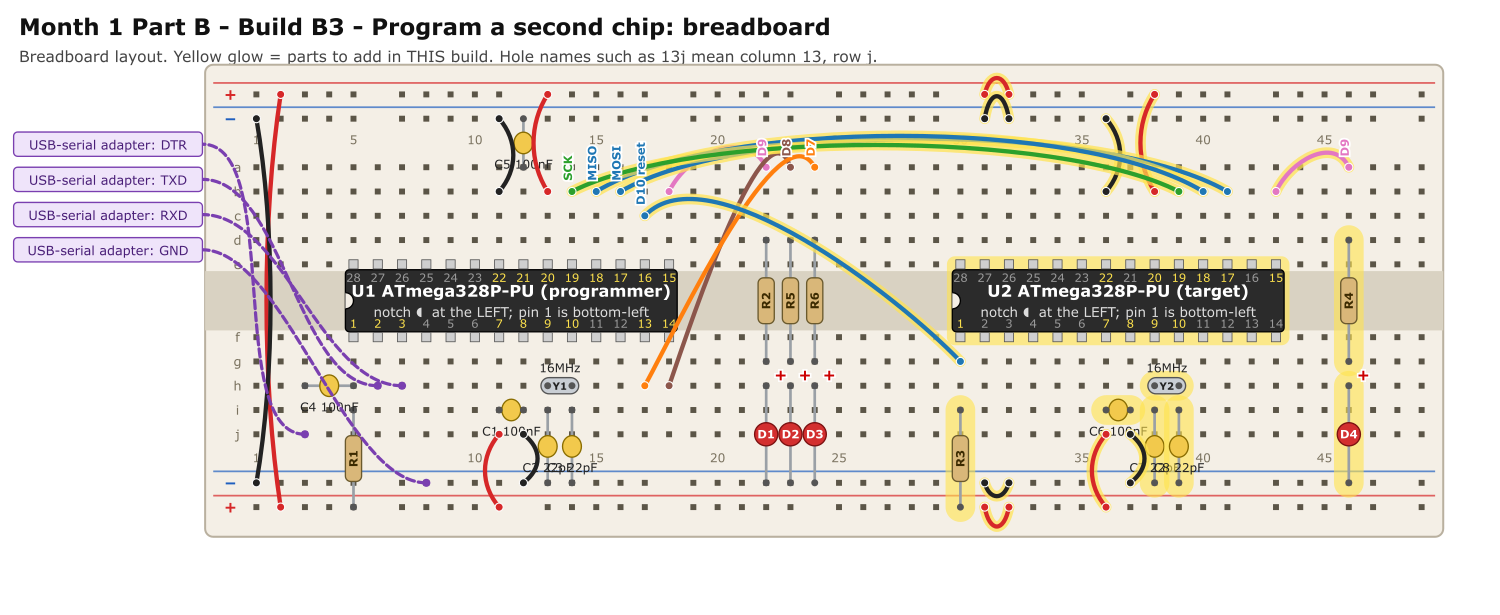 Month 1 Part B - Build B3 - Program a second chip: breadboard
Breadboard layout. Yellow glow = parts to add in THIS build. Hole names such as 13j mean column 13, row j.
+
−
1 5 10 15 20 35 40 45
USB-serial adapter: DTR
USB-serial adapter: TXD
USB-serial adapter: RXD
USB-serial adapter: GND
C5 100nF
SCK
MISO
MOSI
D10 reset
D9
D8
D7
D9
a
c
d
28 27 26 25 24 23 22 21 20 19 18 17 16 15
U1 ATmega328P-PU (programmer)
notch ◖ at the LEFT; pin 1 is bottom-left
1 2 3 4 5 6 7 8 9 10 11 12 13 14
R2
R5
R6
28 27 26 25 24 23 22 21 20 19 18 17 16 15
U2 ATmega328P-PU (target)
notch ◖ at the LEFT; pin 1 is bottom-left
1 2 3 4 5 6 7 8 9 10 11 12 13 14
R4
f
g
h
i
j
16MHz
Y1
16MHz
Y2
+ + +
+
C4 100nF
C1 100nF
R1
D1
D2
D3
R3
D4
1 10 20 25 35 40 45
−
+